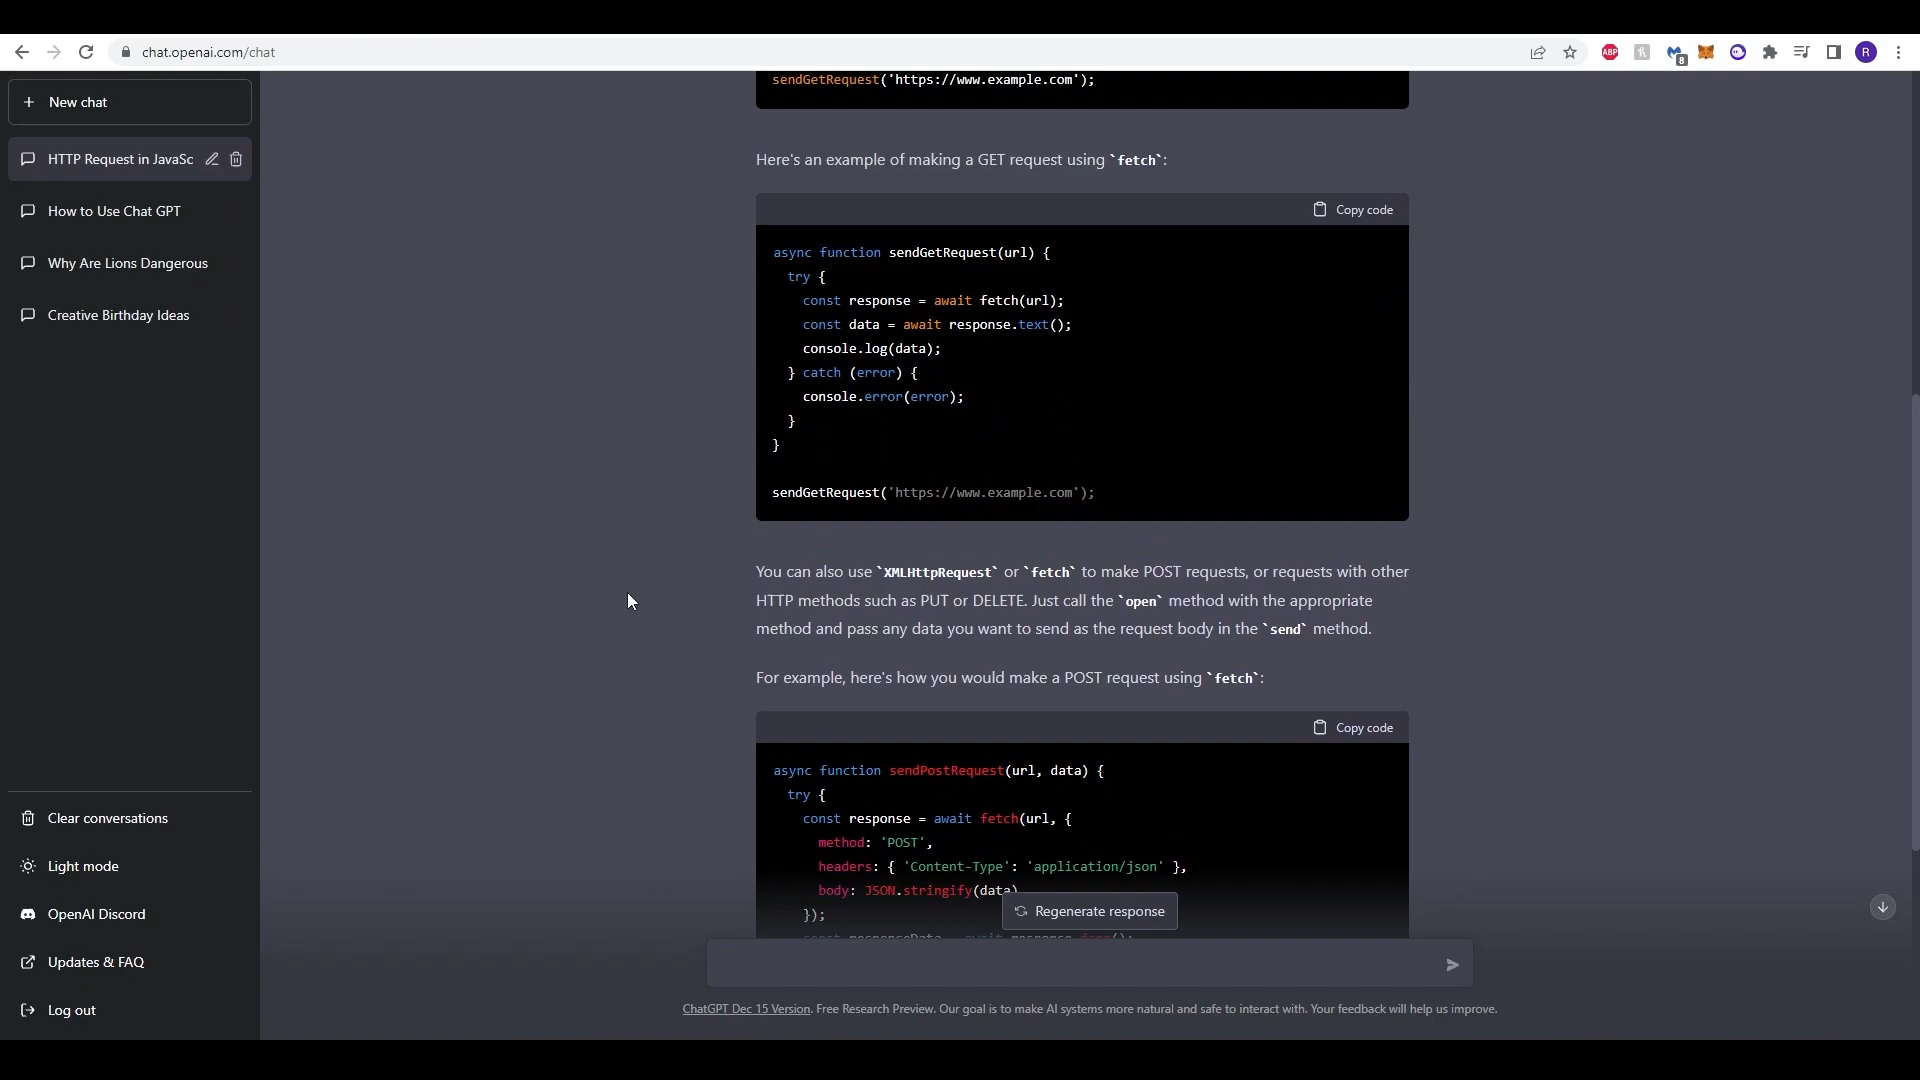 chat.openai.com/chat
ABP
8
R
New chat
HTTP Request in JavaSc
How to Use Chat GPT
Why Are Lions Dangerous
Creative Birthday Ideas
Clear conversations
Light mode
OpenAI Discord
Updates & FAQ
Log out
sendGetRequest('https://www.example.com');
Here's an example of making a GET request using `fetch`:
Copy code
async function sendGetRequest(url) {
  try {
    const response = await fetch(url);
    const data = await response.text();
    console.log(data);
  } catch (error) {
    console.error(error);
  }
}
sendGetRequest('https://www.example.com');
You can also use `XMLHttpRequest` or `fetch` to make POST requests, or requests with other
HTTP methods such as PUT or DELETE. Just call the `open` method with the appropriate
method and pass any data you want to send as the request body in the `send` method.
For example, here's how you would make a POST request using `fetch`:
Copy code
async function sendPostRequest(url, data) {
  try {
    const response = await fetch(url, {
      method: 'POST',
      headers: { 'Content-Type': 'application/json' },
      body: JSON.stringify(data)
    });
    const responseData = await response.json();
Regenerate response
ChatGPT Dec 15 Version. Free Research Preview. Our goal is to make AI systems more natural and safe to interact with. Your feedback will help us improve.